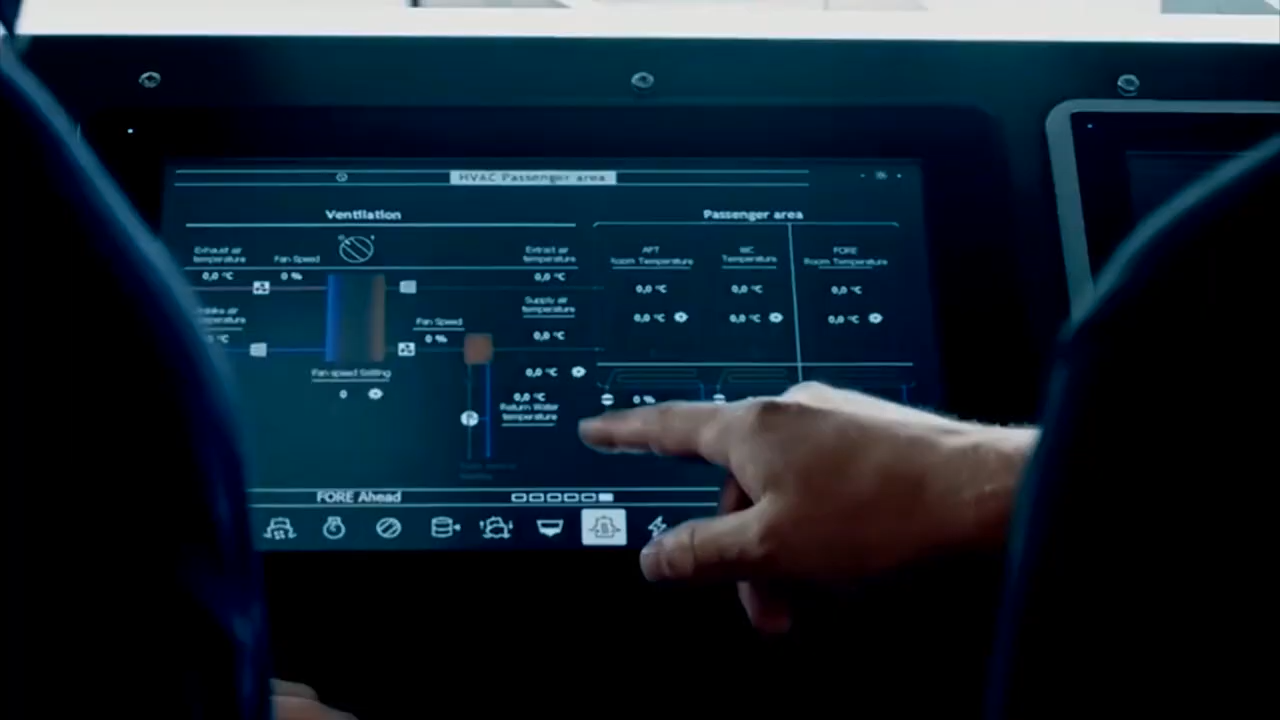 HVAC Passenger area
Ventilation
Passenger area
Exhaust air
temperature
Fan Speed
Extract air
temperature
AFT
Room Temperature
WC
Temperature
FORE
Room Temperature
0,0 °C
0 %
0,0 °C
0,0 °C
0,0 °C
0,0 °C
Supply air
temperature
Fan Speed
0,0 °C
0,0 °C
0,0 °C
°C
0 %
0,0 °C
Fan speed Setting
0,0 °C
0
0,0 °C
Return Water
temperature
0 %
FORE Ahead